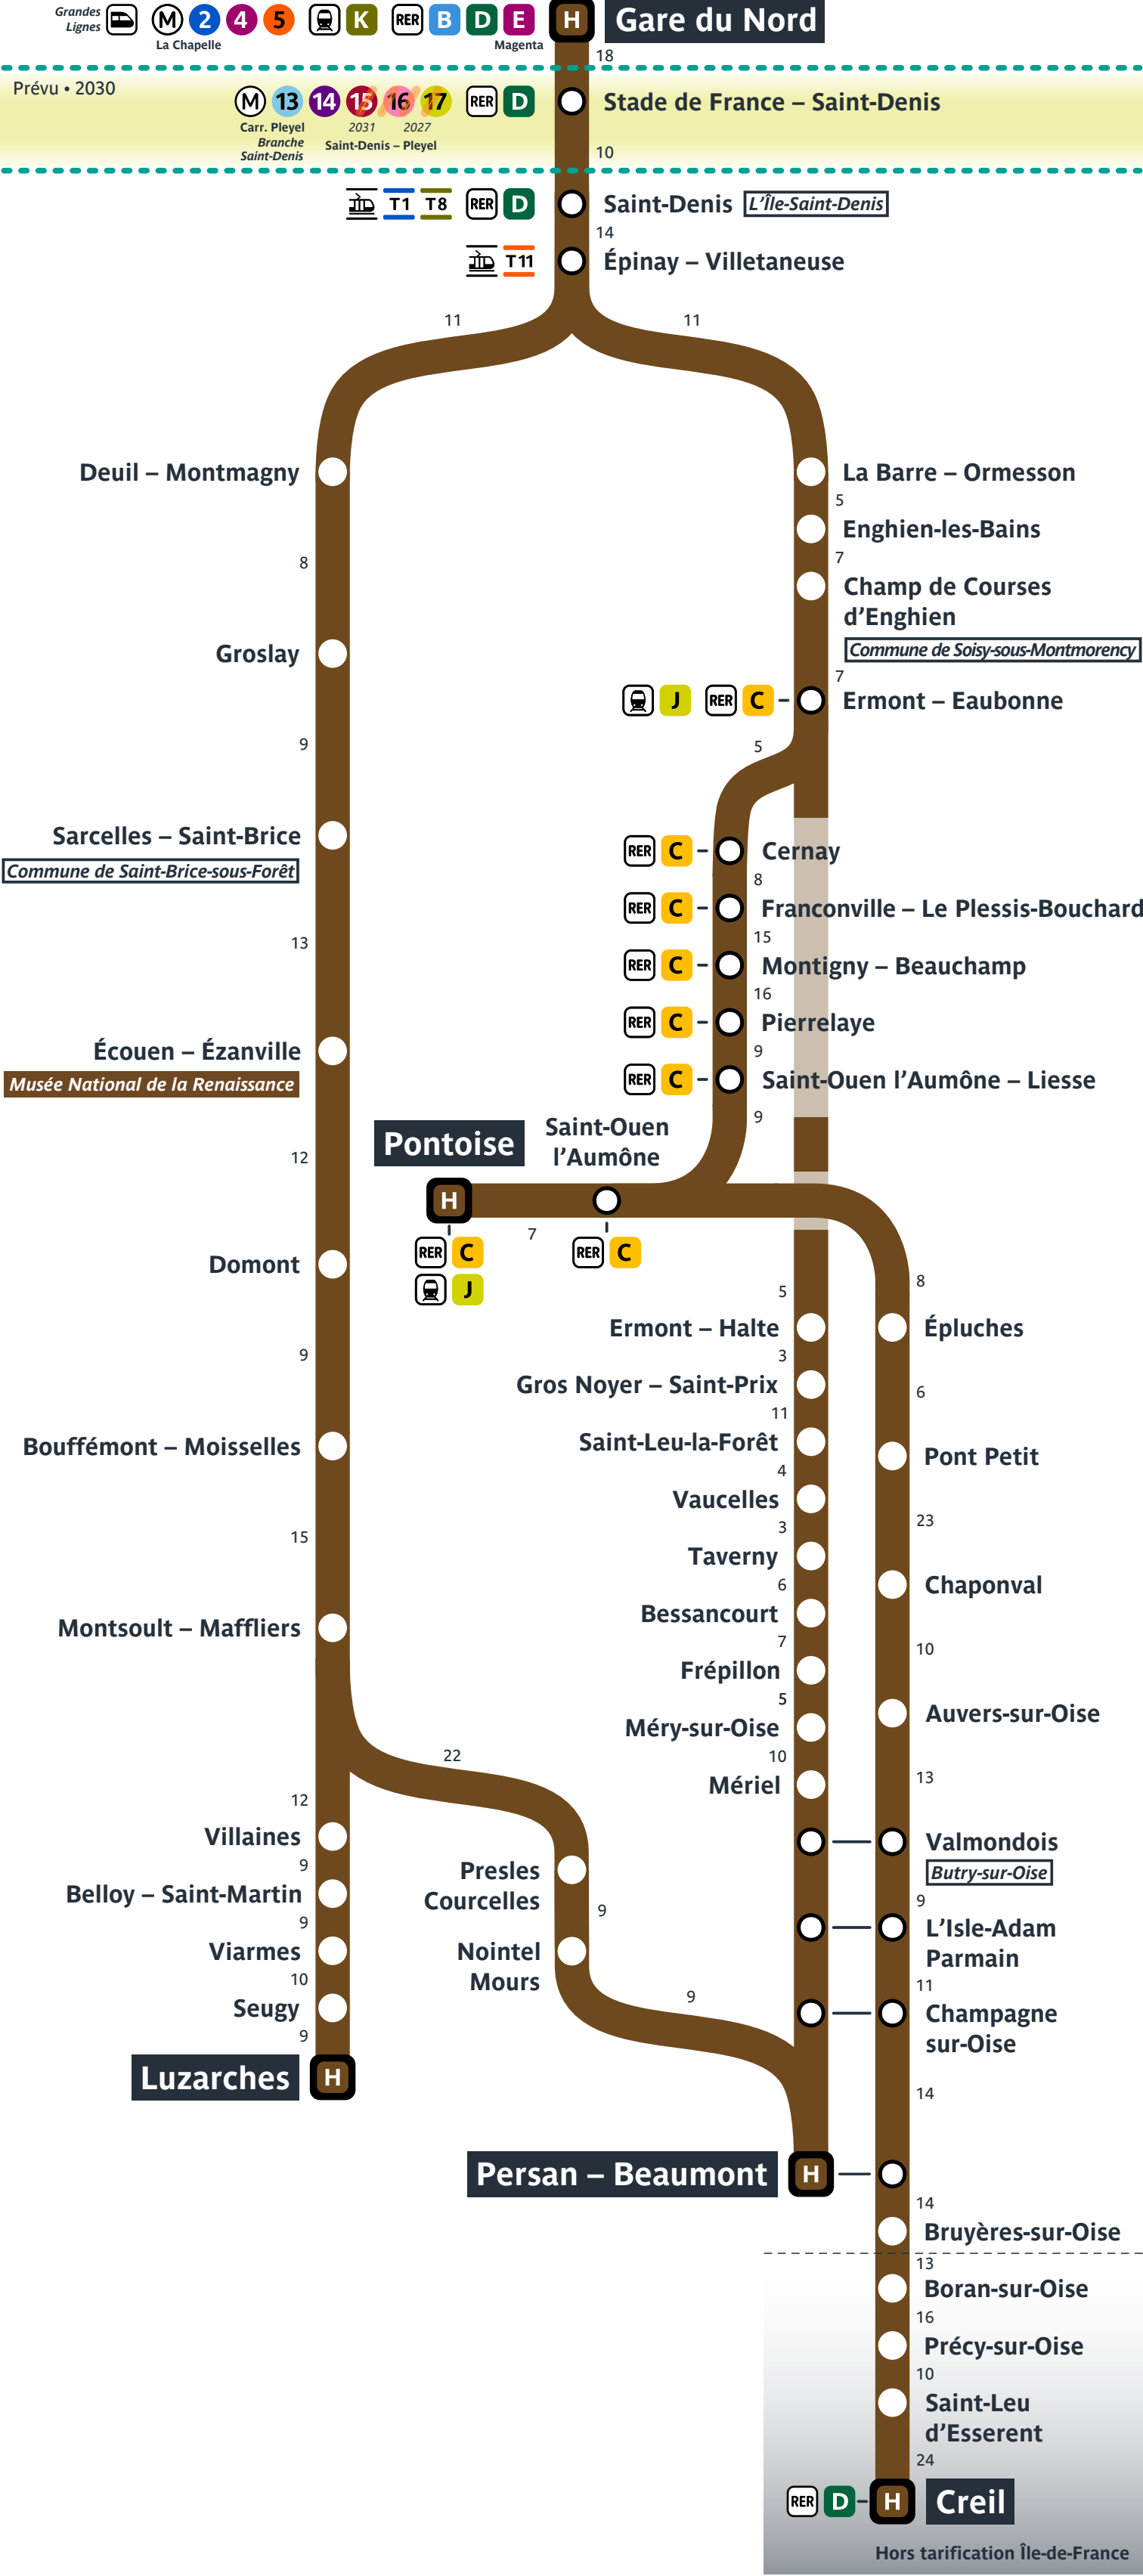 Grandes
Lignes
M 2 4 5 K RER B D E H Gare du Nord
La Chapelle
Magenta
18
Prévu • 2030
M 13 14 15 16 17 RER D Stade de France – Saint-Denis
Carr. Pleyel
Branche
Saint-Denis
2031 2027
Saint-Denis – Pleyel
10
T1 T8 RER D Saint-Denis L’Île-Saint-Denis
14
T11 Épinay – Villetaneuse
11 11
Deuil – Montmagny
8
Groslay
9
Sarcelles – Saint-Brice
Commune de Saint-Brice-sous-Forêt
13
Écouen – Ézanville
Musée National de la Renaissance
12
Domont
9
Bouffémont – Moisselles
15
Montsoult – Maffliers
12
Villaines
9
Belloy – Saint-Martin
9
Viarmes
10
Seugy
9
Luzarches H
22
Presles
Courcelles
9
Nointel
Mours
9
La Barre – Ormesson
5
Enghien-les-Bains
7
Champ de Courses
d’Enghien
Commune de Soisy-sous-Montmorency
7
J RER C Ermont – Eaubonne
5
RER C Cernay
8
RER C Franconville – Le Plessis-Bouchard
15
RER C Montigny – Beauchamp
16
RER C Pierrelaye
9
RER C Saint-Ouen l’Aumône – Liesse
9
Saint-Ouen
l’Aumône
RER C
7
Pontoise
H
RER C
J
5
Ermont – Halte
3
Gros Noyer – Saint-Prix
11
Saint-Leu-la-Forêt
4
Vaucelles
3
Taverny
6
Bessancourt
7
Frépillon
5
Méry-sur-Oise
10
Mériel
8
Épluches
6
Pont Petit
23
Chaponval
10
Auvers-sur-Oise
13
Valmondois
Butry-sur-Oise
9
L’Isle-Adam
Parmain
11
Champagne
sur-Oise
14
Persan – Beaumont H
14
Bruyères-sur-Oise
13
Boran-sur-Oise
16
Précy-sur-Oise
10
Saint-Leu
d’Esserent
24
RER D H Creil
Hors tarification Île-de-France